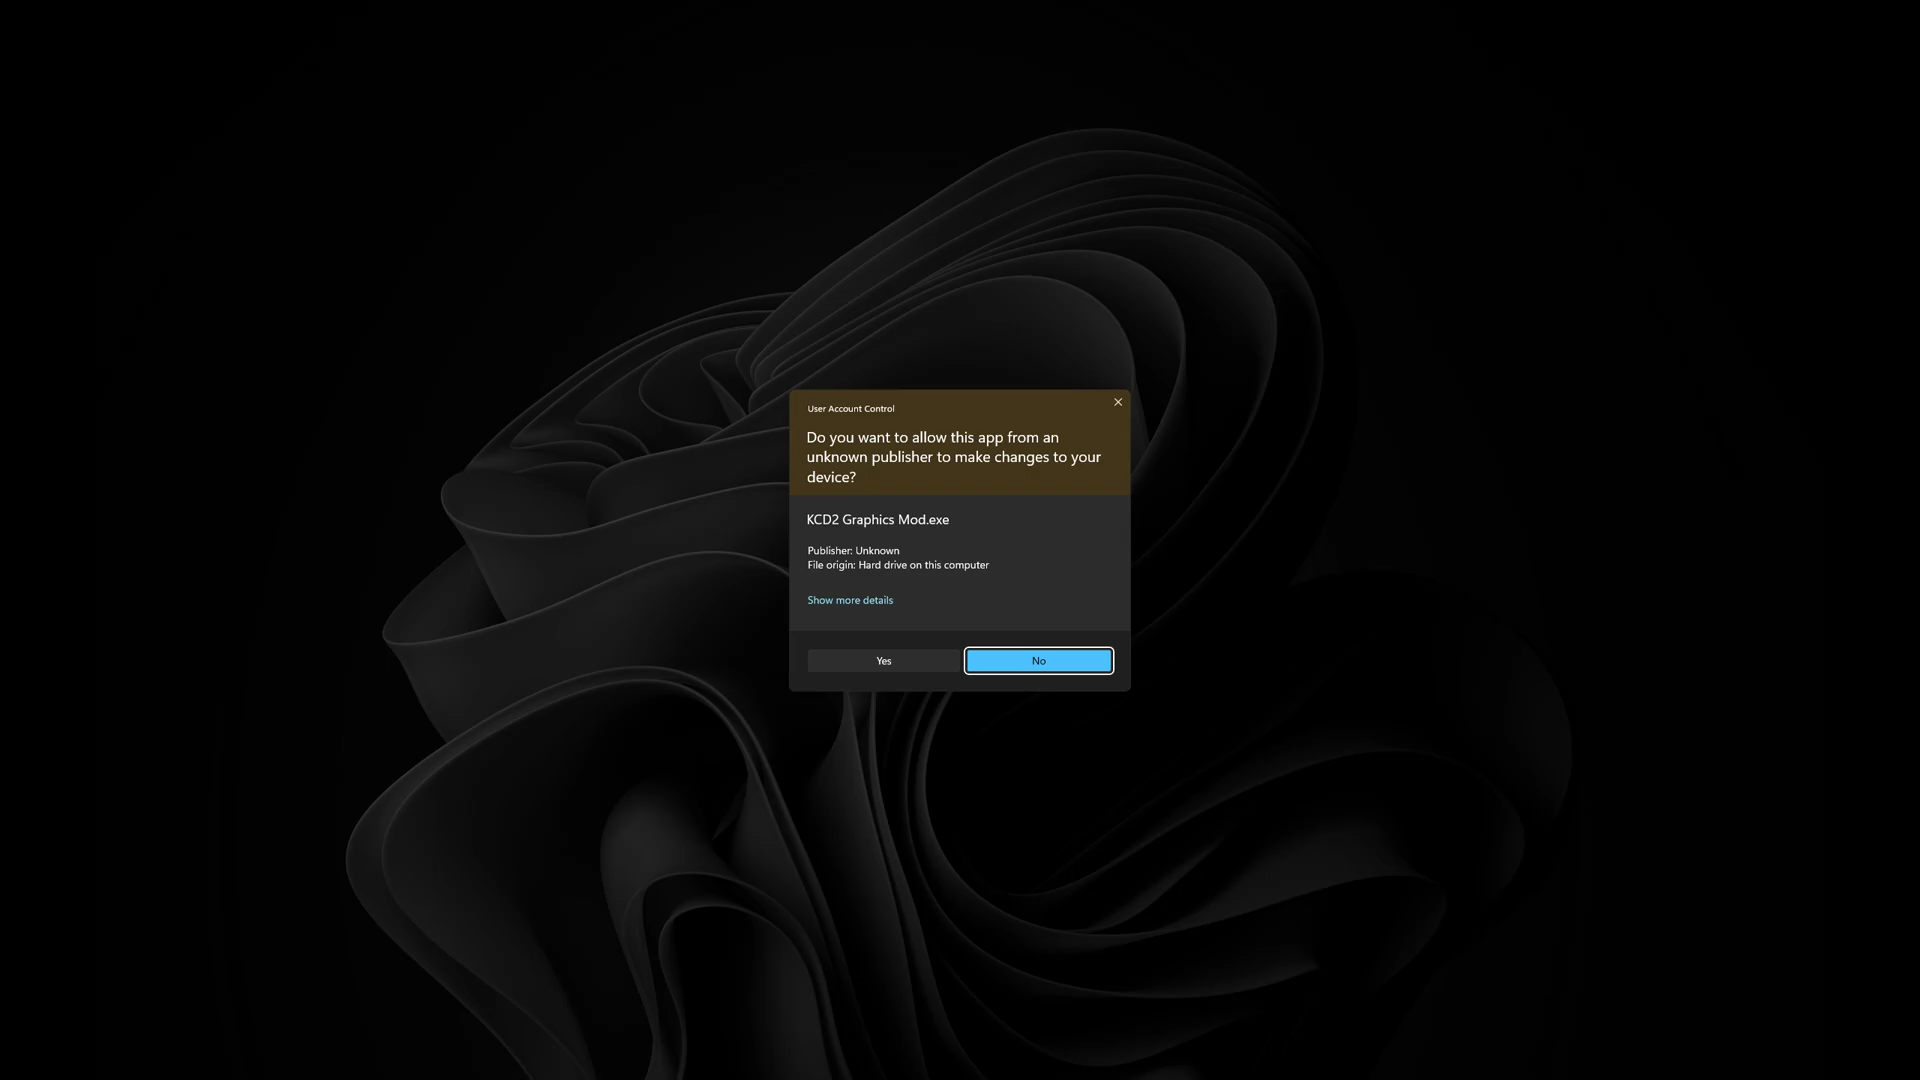 User Account Control
Do you want to allow this app from an
unknown publisher to make changes to your
device?
KCD2 Graphics Mod.exe
Publisher: Unknown
File origin: Hard drive on this computer
Show more details
Yes
No